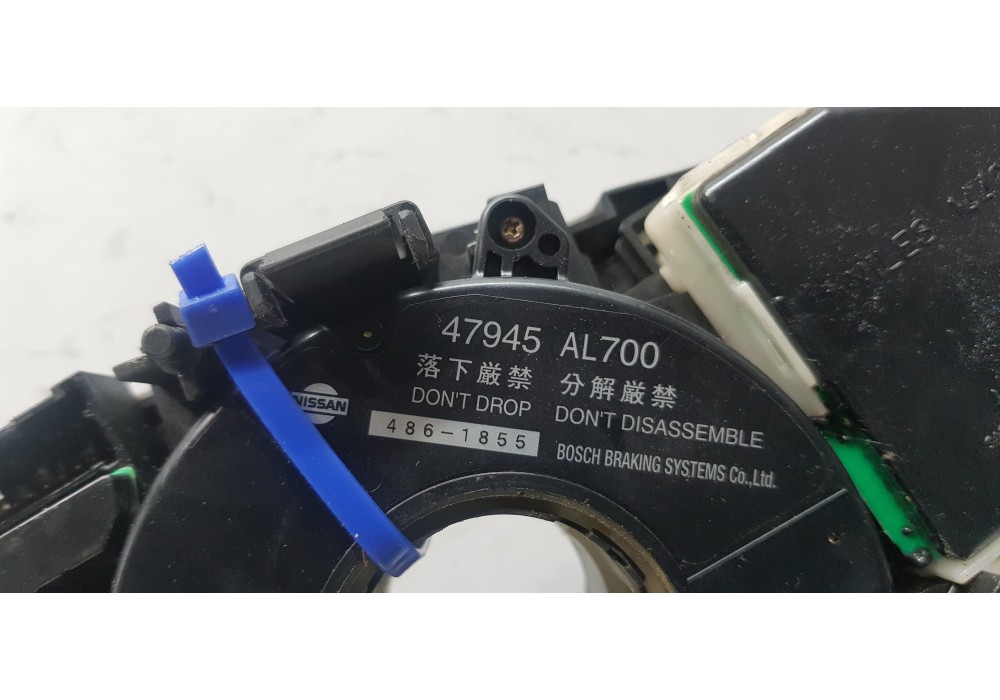 47945 AL700
落下厳禁 分解厳禁
DON'T DROP DON'T DISASSEMBLE
NISSAN
486-1855
BOSCH BRAKING SYSTEMS Co.,Ltd.